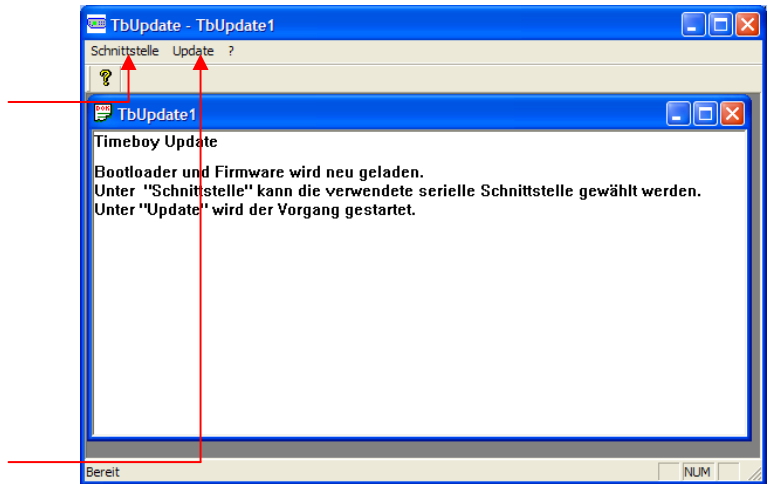 TbUpdate - TbUpdate1
Schnittstelle Update ?
TbUpdate1
Timeboy Update
Bootloader und Firmware wird neu geladen.
Unter "Schnittstelle" kann die verwendete serielle Schnittstelle gewählt werden.
Unter "Update" wird der Vorgang gestartet.
Bereit NUM